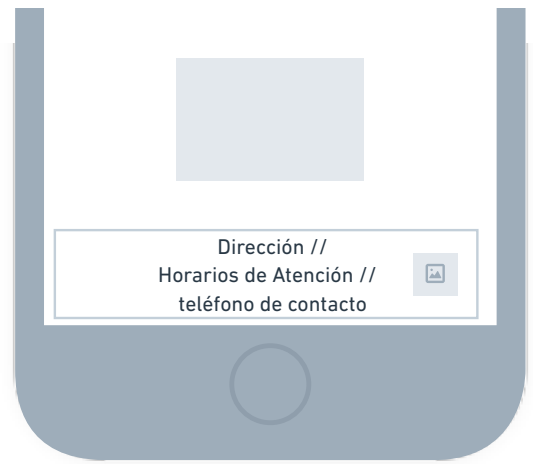 Dirección //
Horarios de Atención //
teléfono de contacto